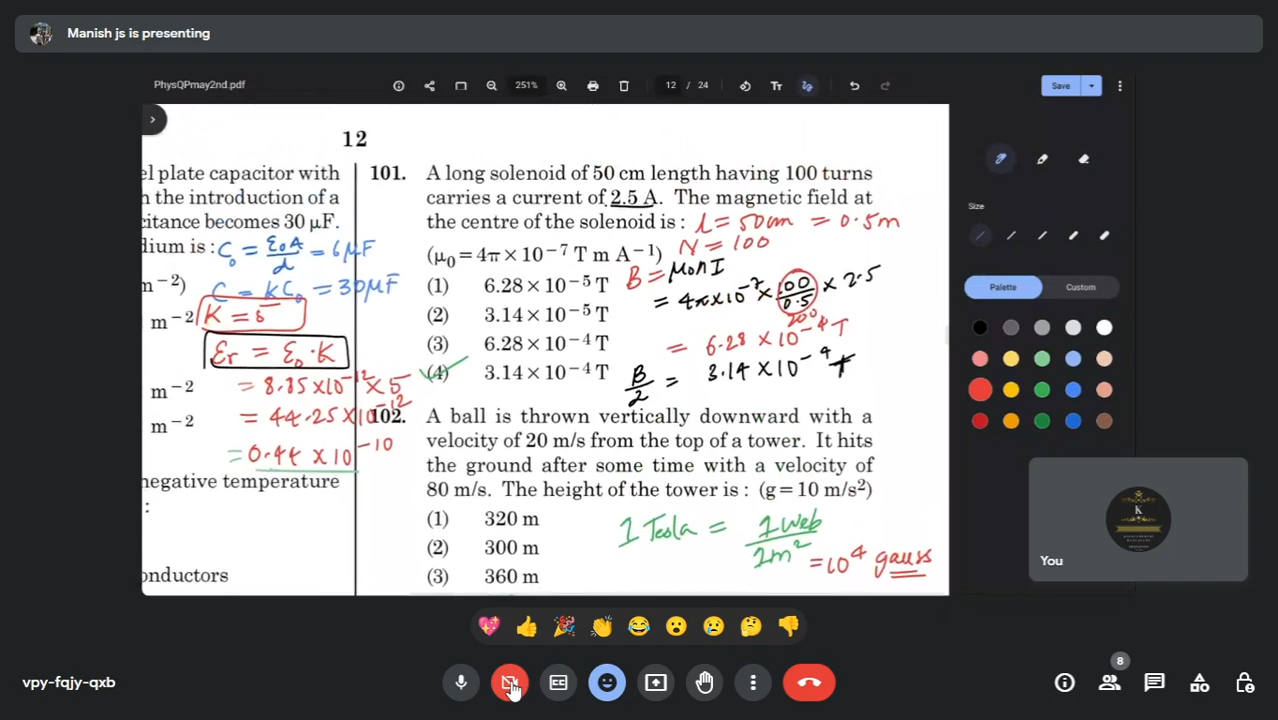 Manish js is presenting
PhysQPmay2nd.pdf
251%
12 / 24
Save
12
el plate capacitor with
n the introduction of a
citance becomes 30 μF.
dium is :
C₀ = ε₀A/d = 6μF
m⁻²)
C = KC₀ = 30μF
m⁻²
K = 5
εr = ε₀·K
m⁻²
= 8.85×10⁻¹² × 5
m⁻²
= 44.25×10⁻¹²
= 0.44 × 10⁻¹⁰
negative temperature
:
onductors
101. A long solenoid of 50 cm length having 100 turns
carries a current of 2.5 A. The magnetic field at
the centre of the solenoid is :
l = 50cm = 0.5m
(μ₀ = 4π × 10⁻⁷ T m A⁻¹)
N = 100
B = μ₀nI
(1) 6.28 × 10⁻⁵ T
= 4π×10⁻⁷ × 100/0.5 × 2.5
200
(2) 3.14 × 10⁻⁵ T
(3) 6.28 × 10⁻⁴ T
= 6.28 × 10⁻⁴ T
(4) 3.14 × 10⁻⁴ T
B/2 = 3.14 × 10⁻⁴ T
102. A ball is thrown vertically downward with a
velocity of 20 m/s from the top of a tower. It hits
the ground after some time with a velocity of
80 m/s. The height of the tower is : (g = 10 m/s²)
(1) 320 m
1 Tesla = 1 Web/1m² = 10⁴ gauss
(2) 300 m
(3) 360 m
Size
Palette
Custom
K
You
vpy-fqjy-qxb
8